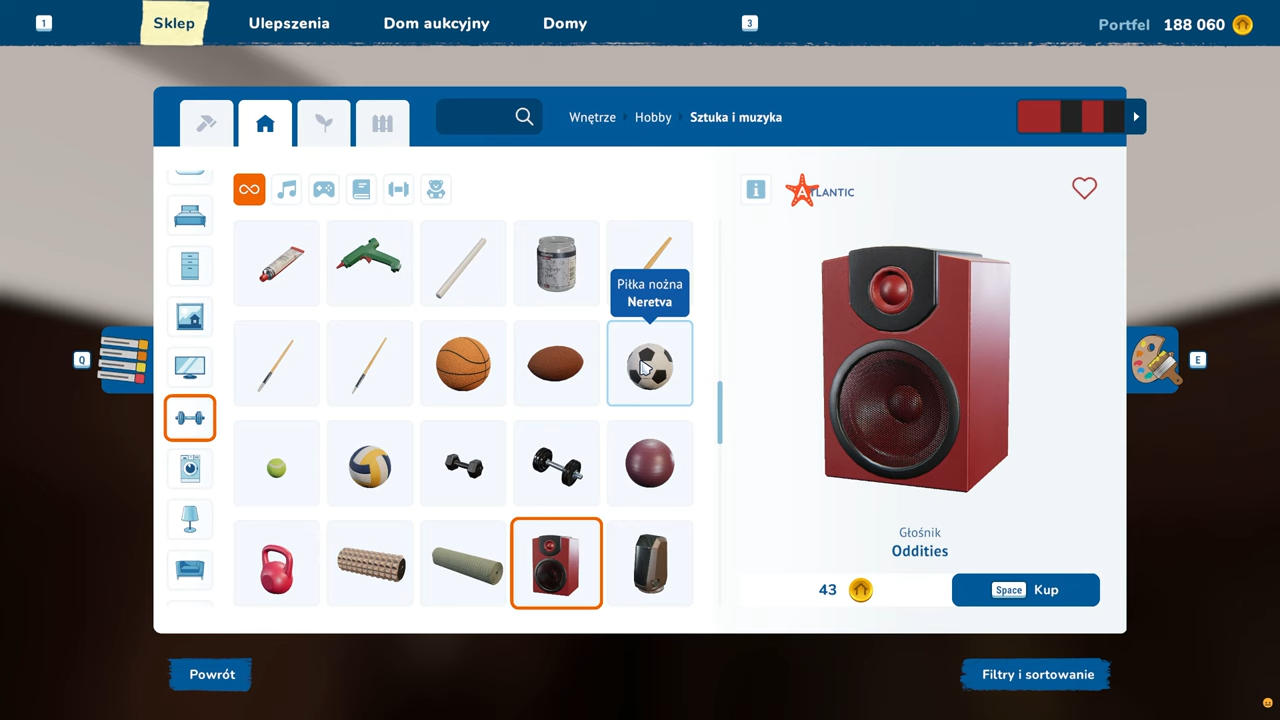 1
Sklep
Ulepszenia
Dom aukcyjny
Domy
3
Portfel 188 060
Wnętrze Hobby Sztuka i muzyka
ATLANTIC
Piłka nożna
Neretva
Q
E
Głośnik
Oddities
43
Space Kup
Powrót
Filtry i sortowanie